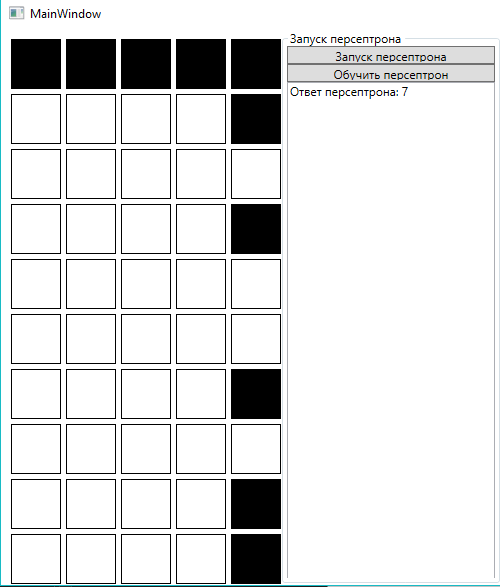 MainWindow
Запуск персептрона
Запуск персептрона
Обучить персептрон
Ответ персептрона: 7